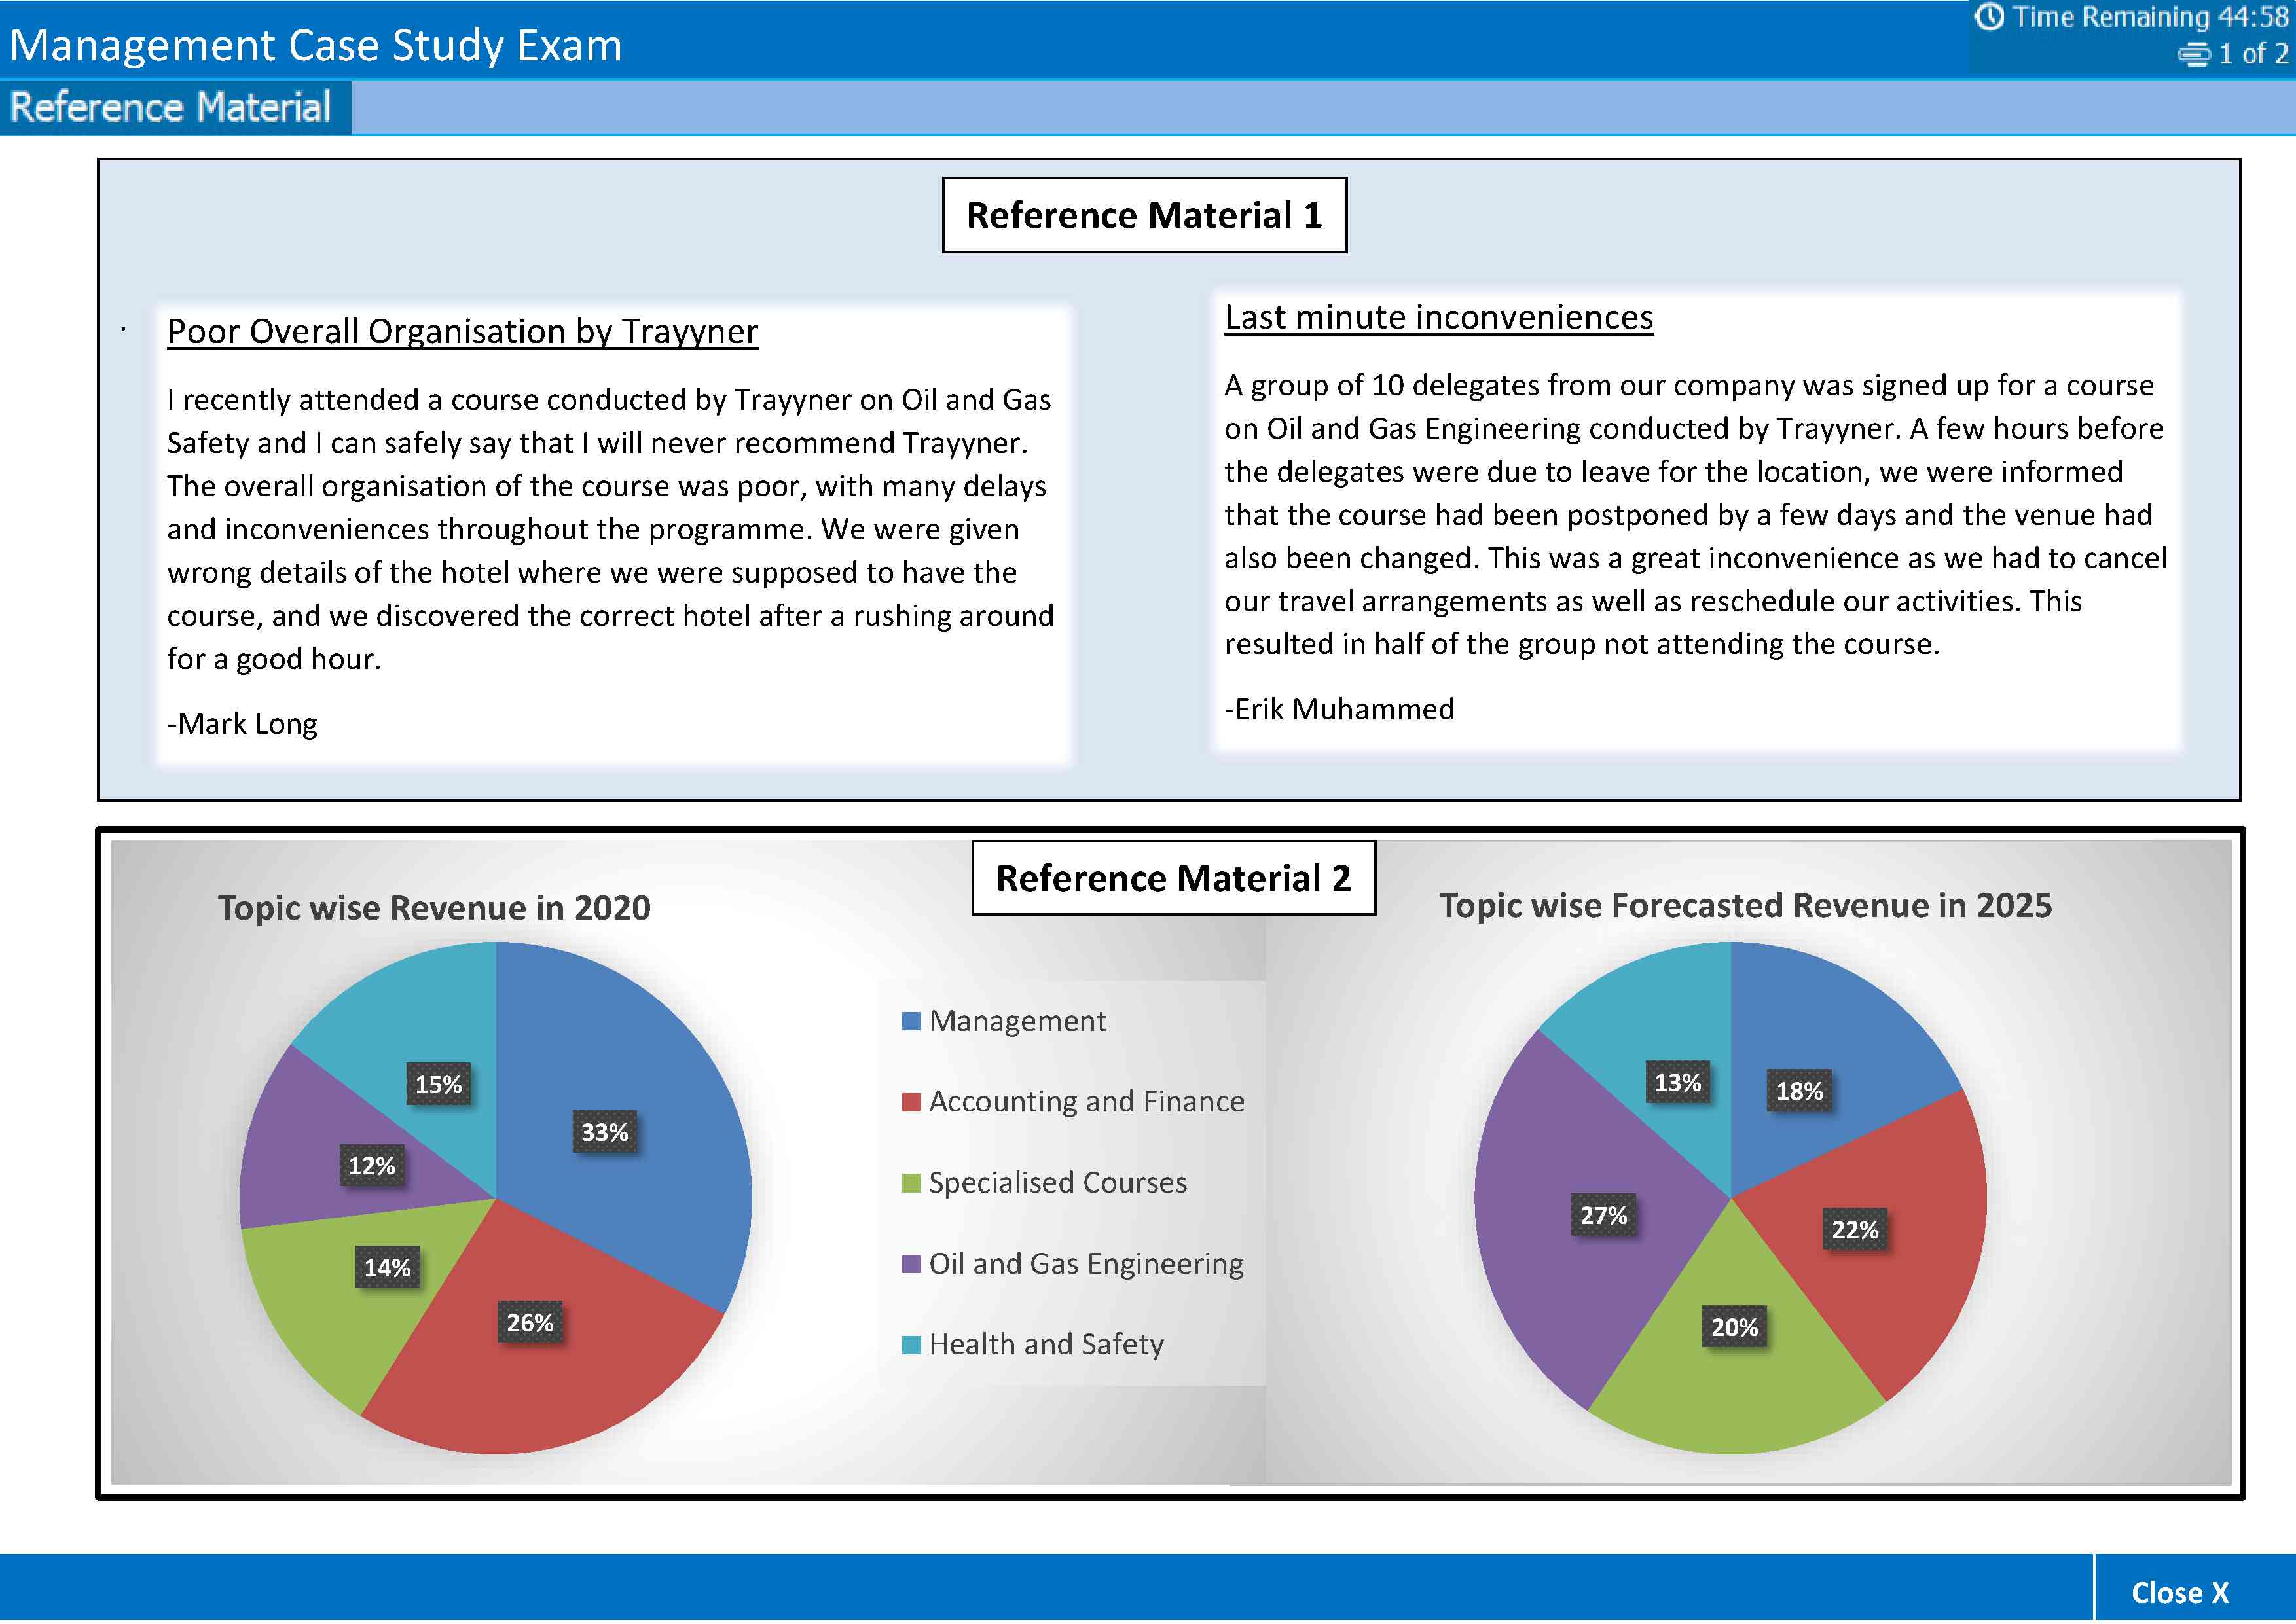 Management Case Study Exam
Time Remaining 44:58
1 of 2
Reference Material
Reference Material 1
.
Poor Overall Organisation by Trayyner
I recently attended a course conducted by Trayyner on Oil and Gas
Safety and I can safely say that I will never recommend Trayyner.
The overall organisation of the course was poor, with many delays
and inconveniences throughout the programme. We were given
wrong details of the hotel where we were supposed to have the
course, and we discovered the correct hotel after a rushing around
for a good hour.
-Mark Long
Last minute inconveniences
A group of 10 delegates from our company was signed up for a course
on Oil and Gas Engineering conducted by Trayyner. A few hours before
the delegates were due to leave for the location, we were informed
that the course had been postponed by a few days and the venue had
also been changed. This was a great inconvenience as we had to cancel
our travel arrangements as well as reschedule our activities. This
resulted in half of the group not attending the course.
-Erik Muhammed
Reference Material 2
Topic wise Revenue in 2020
15%
33%
12%
14%
26%
Management
Accounting and Finance
Specialised Courses
Oil and Gas Engineering
Health and Safety
Topic wise Forecasted Revenue in 2025
13%
18%
27%
22%
20%
Close X